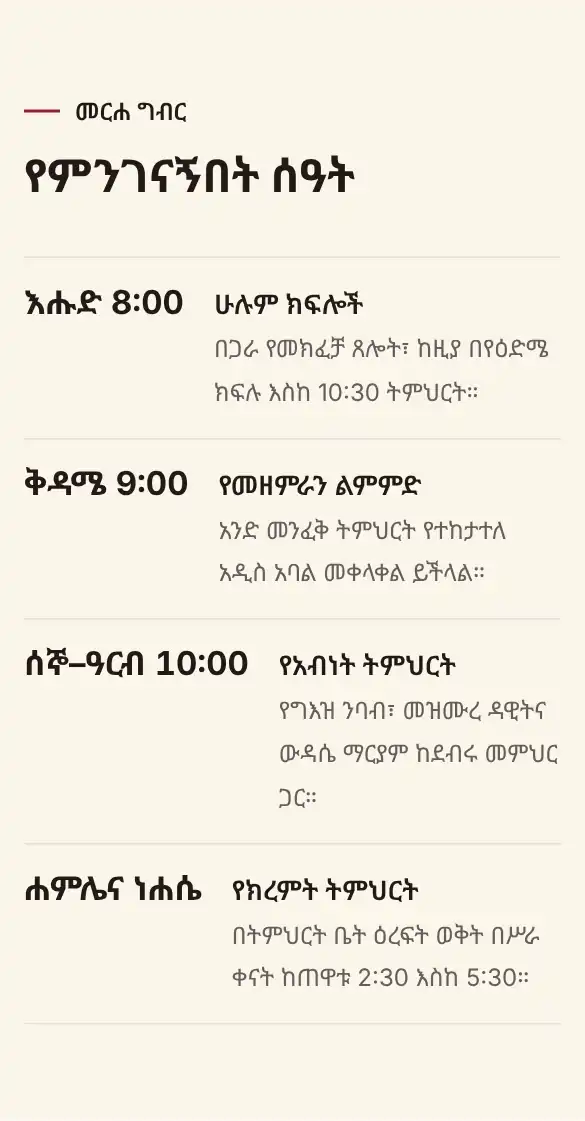 መርሐ ግብር
የምንገናኝበት ሰዓት
እሑድ 8:00
ሁሉም ክፍሎች
በጋራ የመክፈቻ ጸሎት፣ ከዚያ በየዕድሜ
ክፍሉ እስከ 10:30 ትምህርት።
ቅዳሜ 9:00
የመዘምራን ልምምድ
አንድ መንፈቅ ትምህርት የተከታተለ
አዲስ አባል መቀላቀል ይችላል።
ሰኞ–ዓርብ 10:00
የአብነት ትምህርት
የግእዝ ንባብ፣ መዝሙረ ዳዊትና
ውዳሴ ማርያም ከደብሩ መምህር
ጋር።
ሐምሌና ነሐሴ
የክረምት ትምህርት
በትምህርት ቤት ዕረፍት ወቅት በሥራ
ቀናት ከጠዋቱ 2:30 እስከ 5:30።